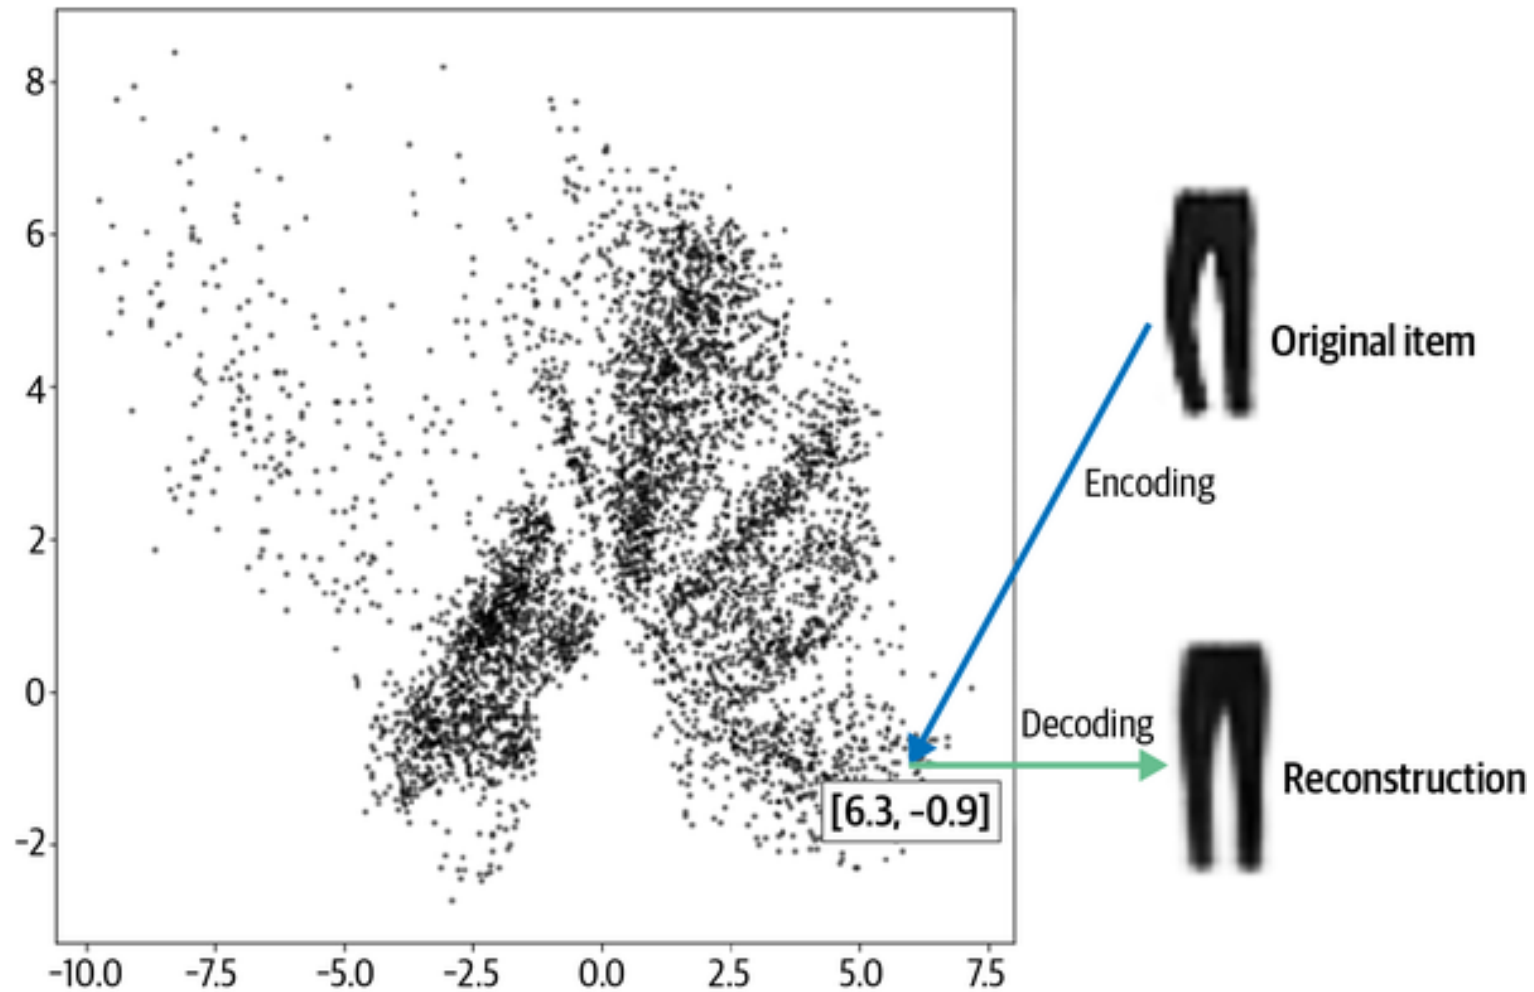 8
6
4
2
0
−2
−10.0 −7.5 −5.0 −2.5 0.0 2.5 5.0 7.5
Original item
Encoding
Decoding
[6.3, −0.9]
Reconstruction